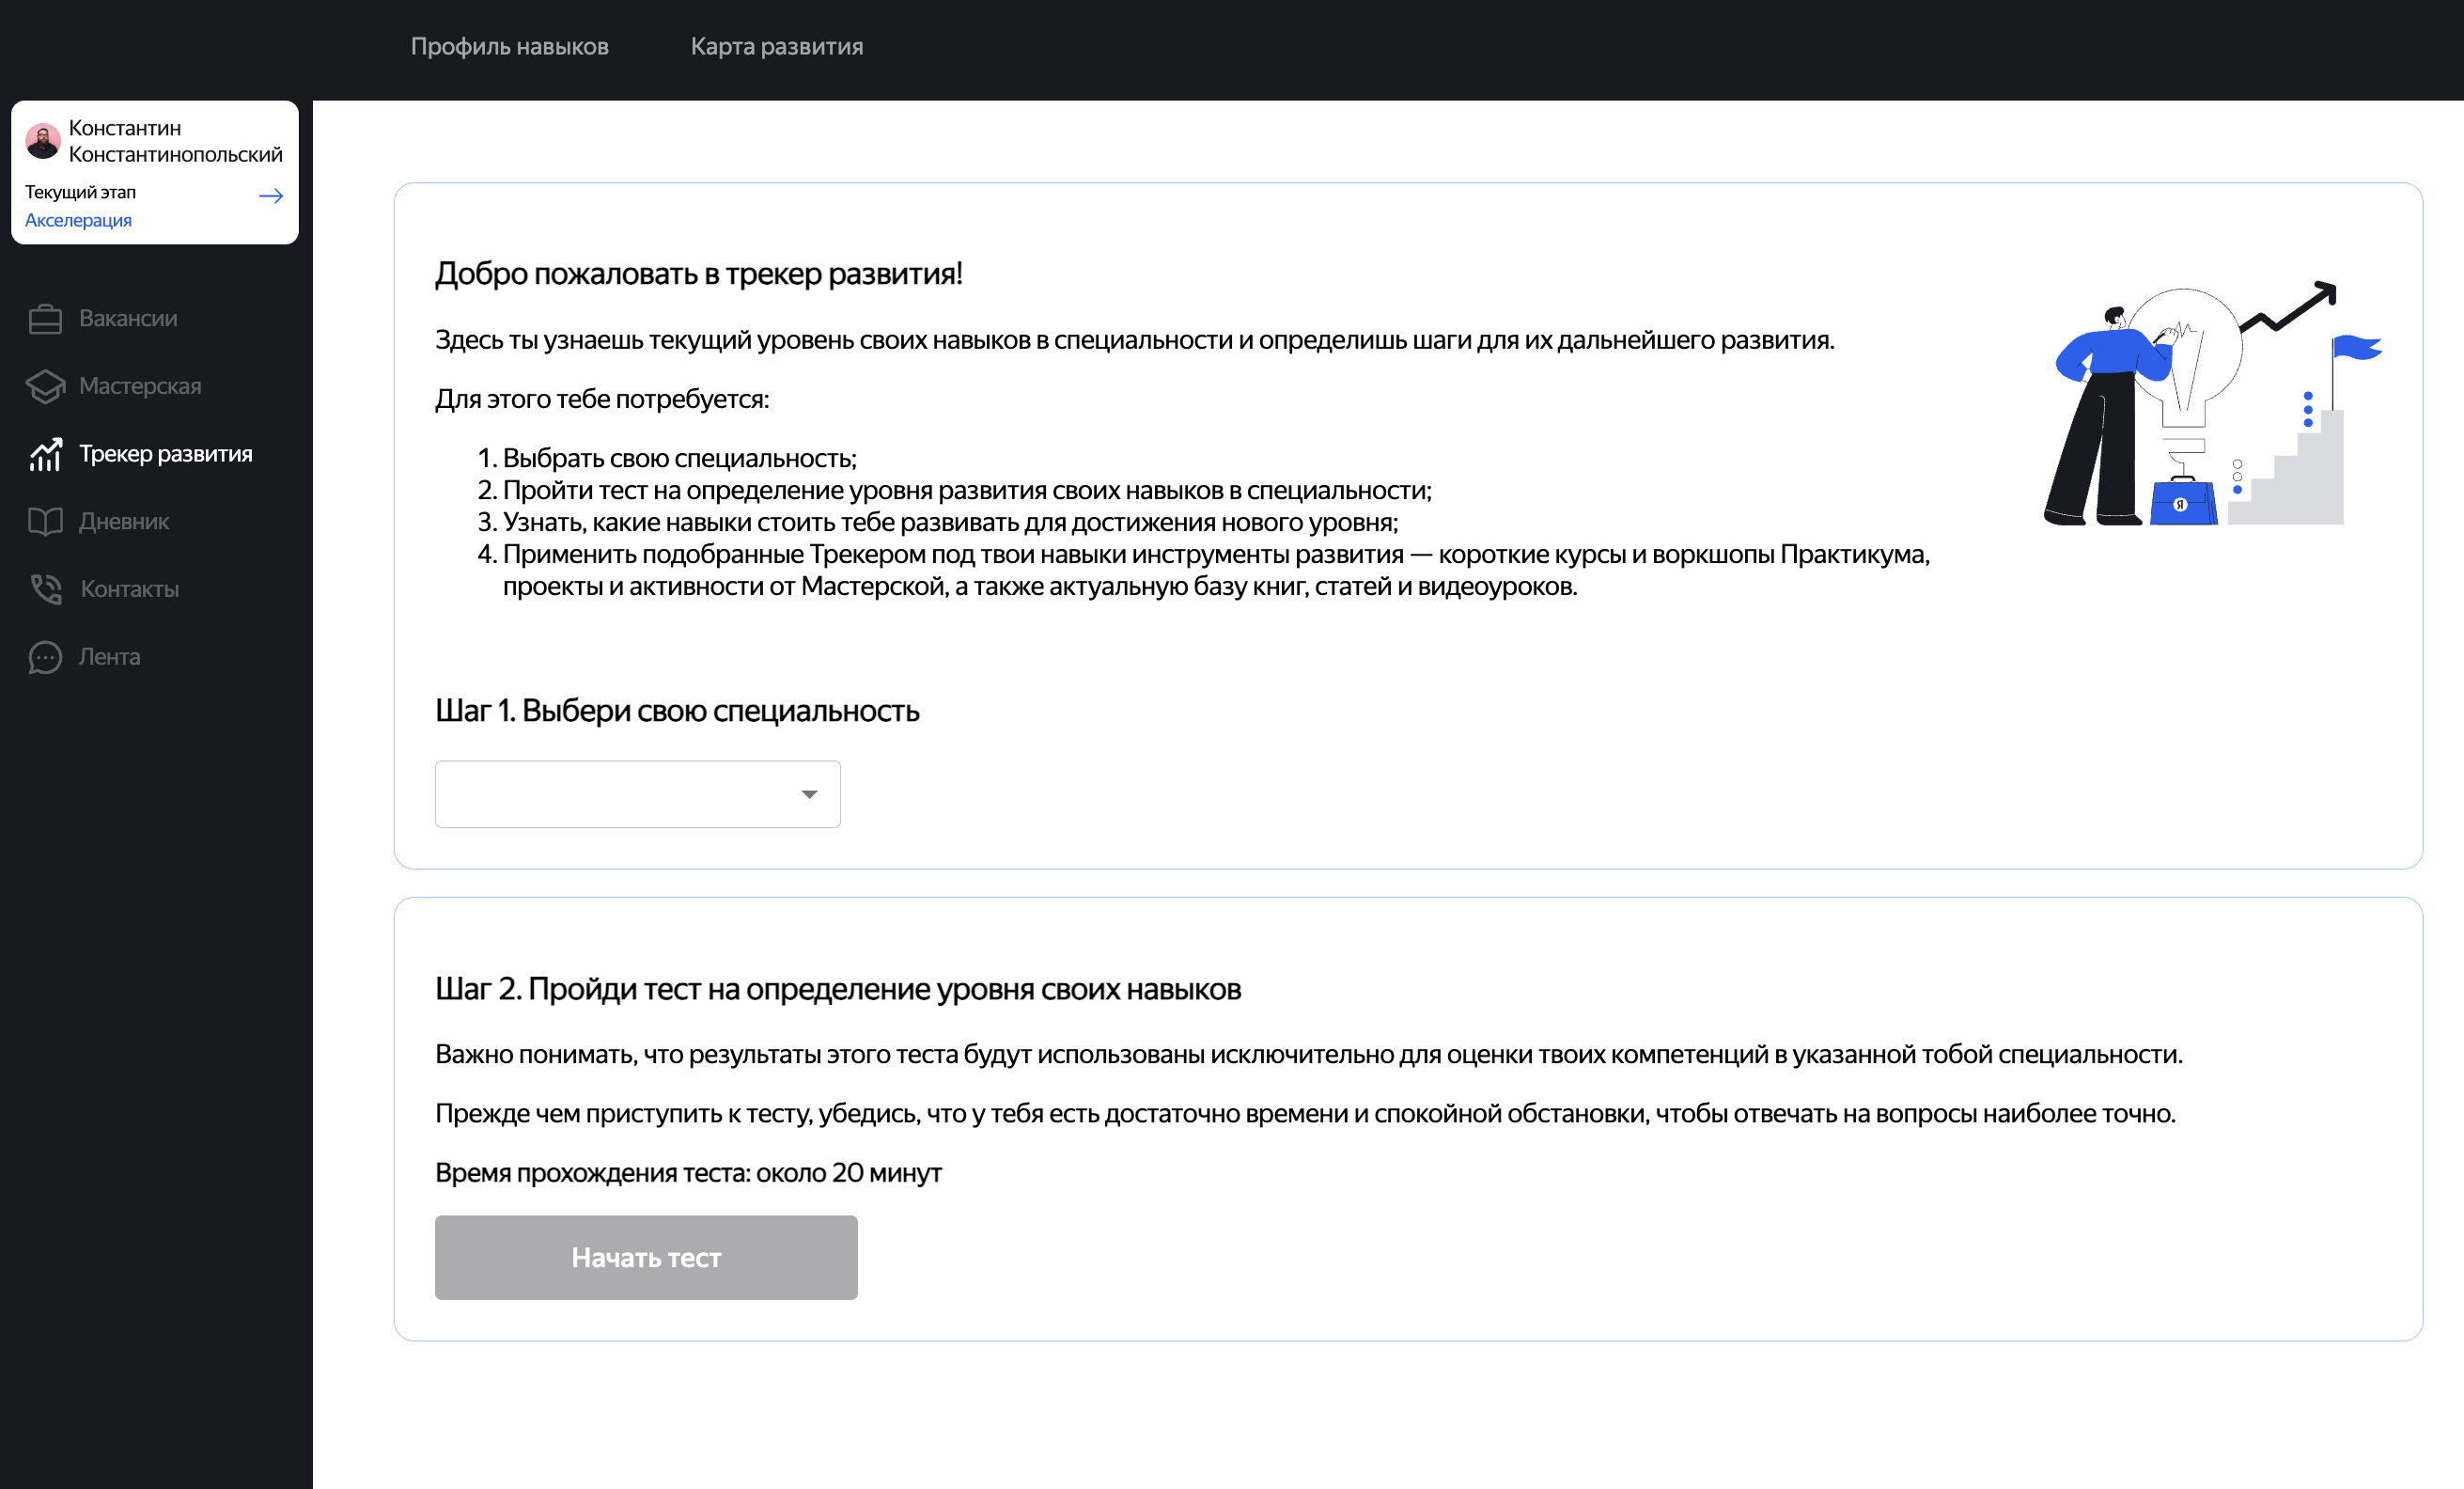 Профиль навыков
Карта развития
Константин
Константинопольский
Текущий этап
Акселерация
Вакансии
Мастерская
Трекер развития
Дневник
Контакты
Лента
Добро пожаловать в трекер развития!
Здесь ты узнаешь текущий уровень своих навыков в специальности и определишь шаги для их дальнейшего развития.
Для этого тебе потребуется:
1. Выбрать свою специальность;
2. Пройти тест на определение уровня развития своих навыков в специальности;
3. Узнать, какие навыки стоить тебе развивать для достижения нового уровня;
4. Применить подобранные Трекером под твои навыки инструменты развития — короткие курсы и воркшопы Практикума,
проекты и активности от Мастерской, а также актуальную базу книг, статей и видеоуроков.
Я
Шаг 1. Выбери свою специальность
Шаг 2. Пройди тест на определение уровня своих навыков
Важно понимать, что результаты этого теста будут использованы исключительно для оценки твоих компетенций в указанной тобой специальности.
Прежде чем приступить к тесту, убедись, что у тебя есть достаточно времени и спокойной обстановки, чтобы отвечать на вопросы наиболее точно.
Время прохождения теста: около 20 минут
Начать тест